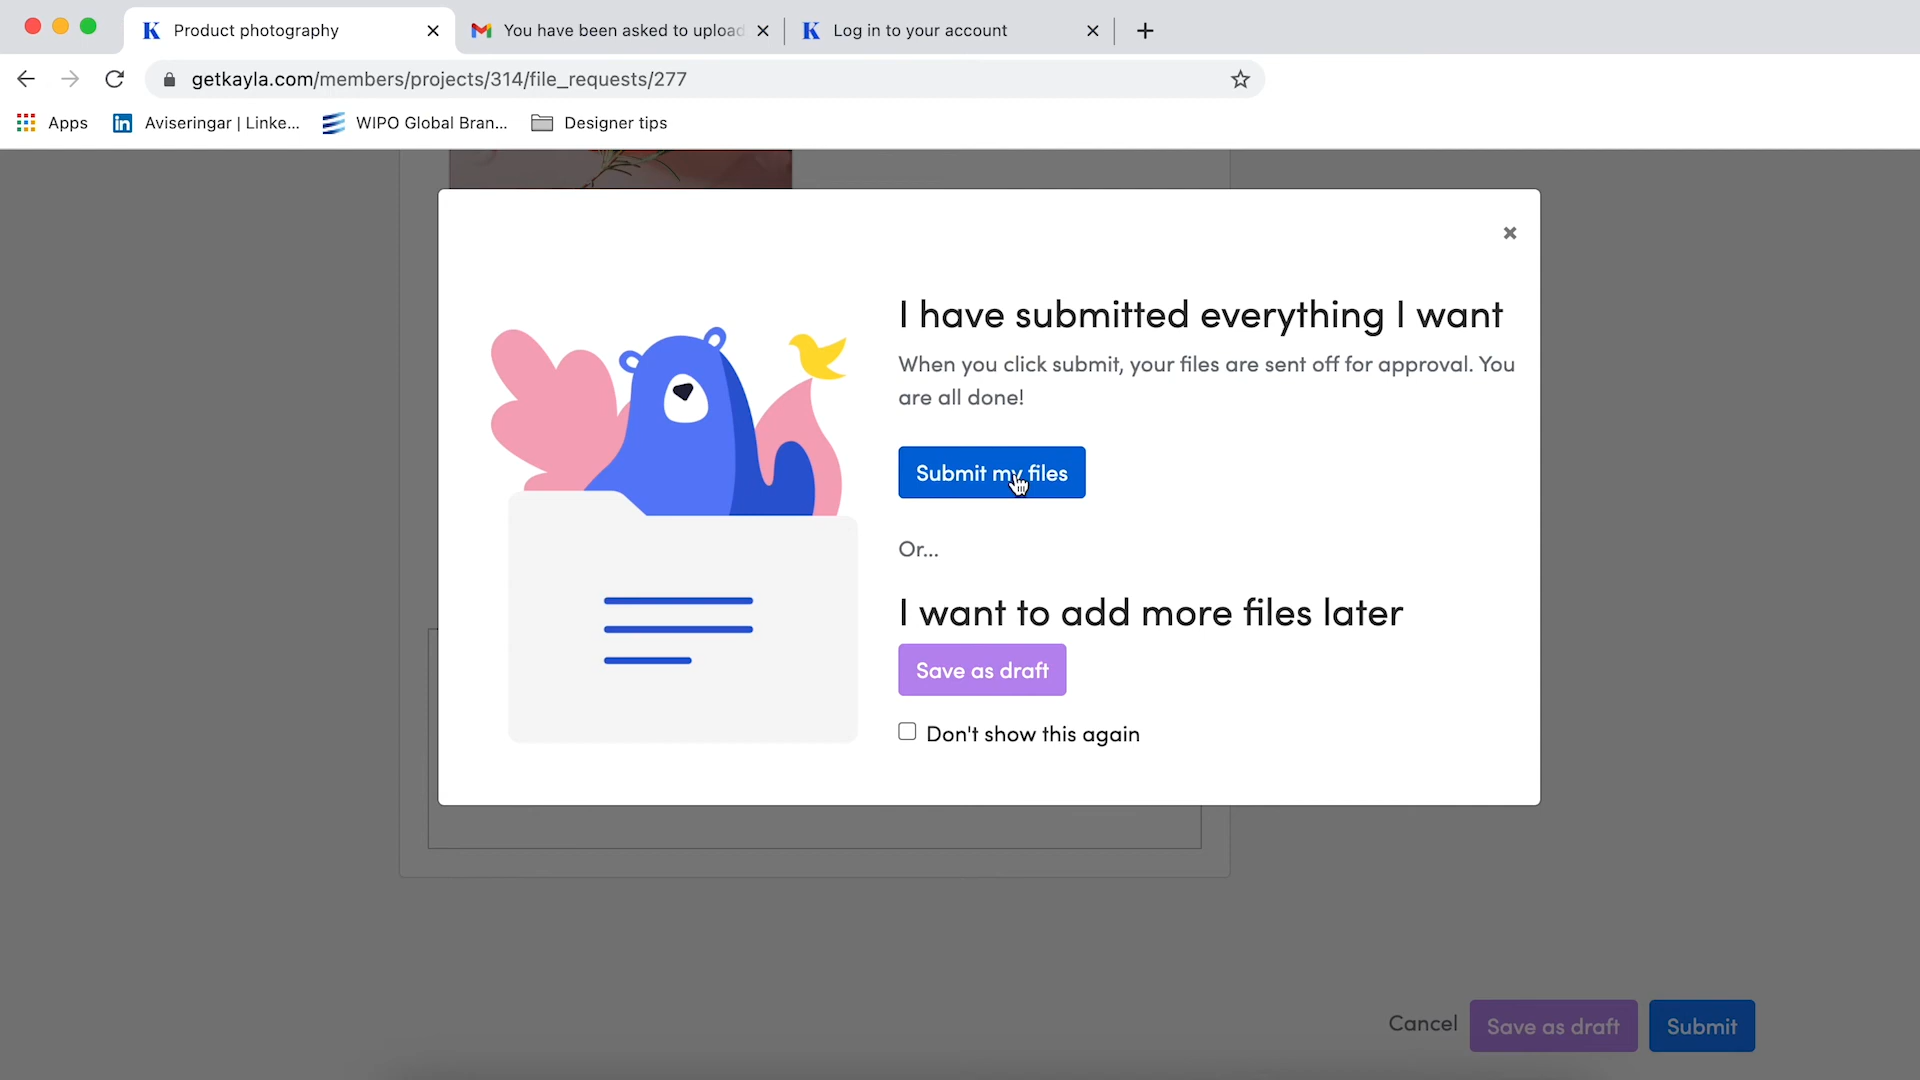 Product photography
You have been asked to upload
Log in to your account
getkayla.com/members/projects/314/file_requests/277
Apps
Aviseringar | Linke...
WIPO Global Bran...
Designer tips
I have submitted everything I want
When you click submit, your files are sent off for approval. You
are all done!
Submit my files
Or...
I want to add more files later
Save as draft
Don't show this again
Cancel
Save as draft
Submit